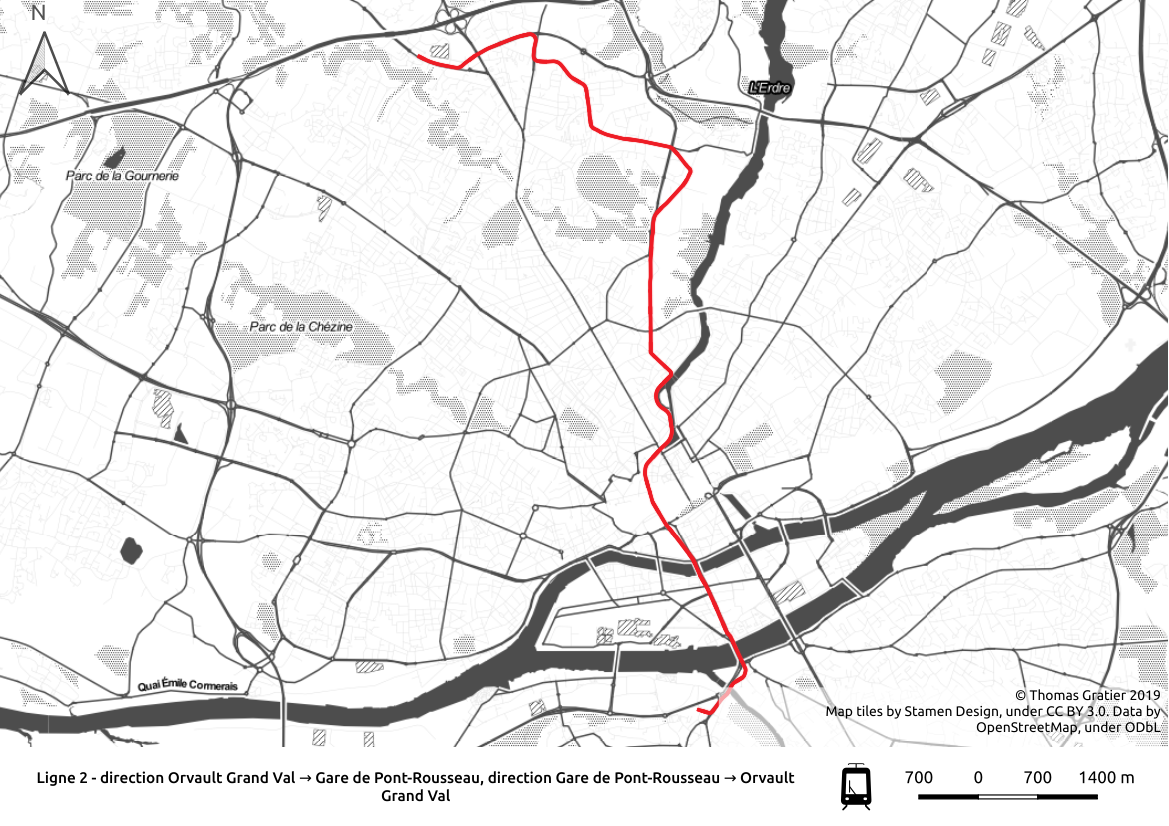 N
L'Erdre
Parc de la Gournerie
Parc de la Chézine
Quai Émile Cormerais
© Thomas Gratier 2019
Map tiles by Stamen Design, under CC BY 3.0. Data by
OpenStreetMap, under ODbL
Ligne 2 - direction Orvault Grand Val → Gare de Pont-Rousseau, direction Gare de Pont-Rousseau → Orvault
Grand Val
700 0 700 1400 m